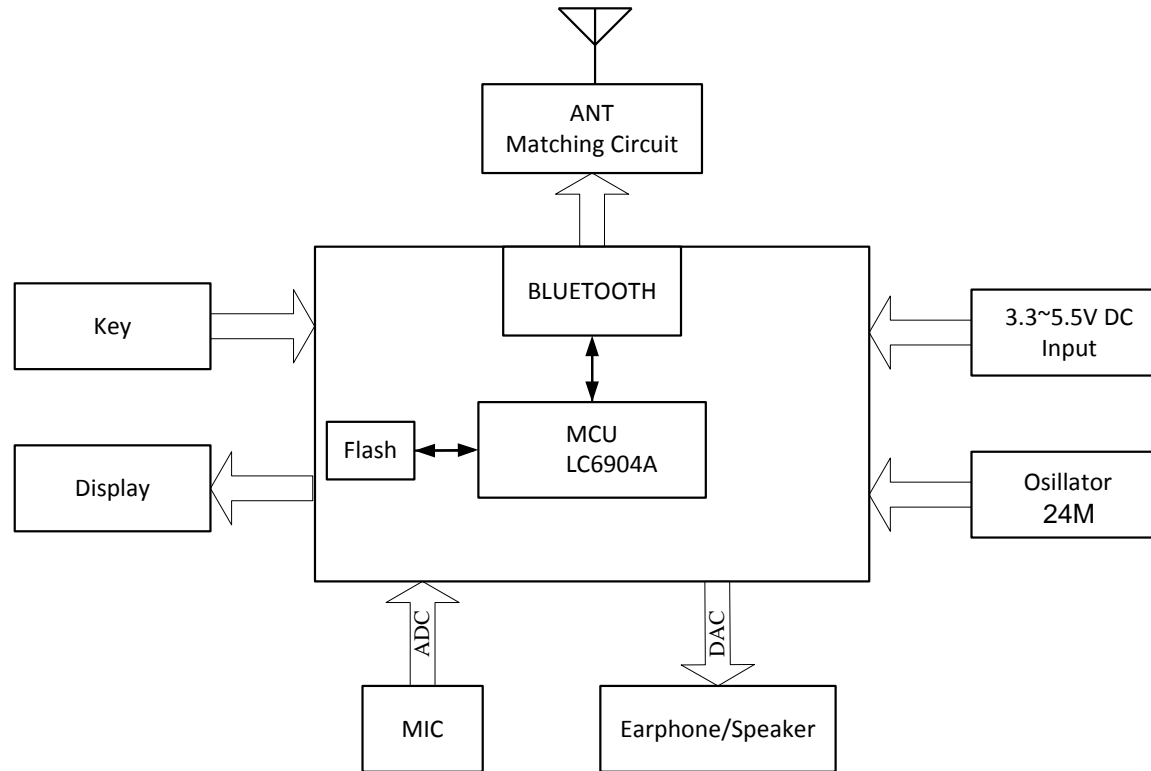 ANT
Matching Circuit
BLUETOOTH
Key
3.3~5.5V DC
Input
MCU
LC6904A
Flash
Display
Osillator
24M
ADC
DAC
MIC
Earphone/Speaker